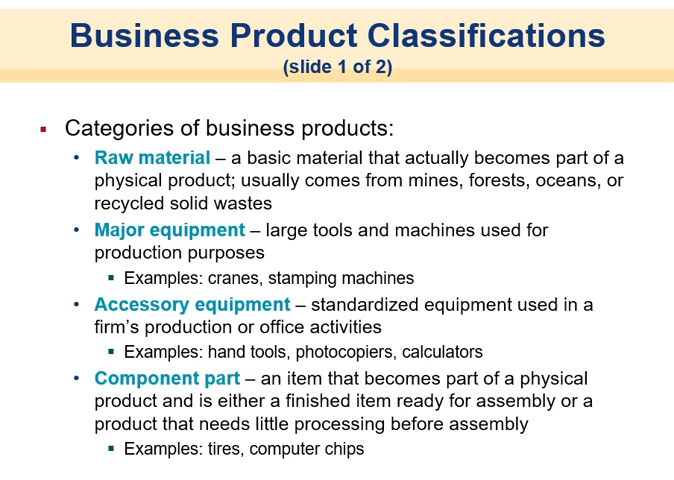 Business Product Classifications
(slide 1 of 2)
▪ Categories of business products:
• Raw material – a basic material that actually becomes part of a
physical product; usually comes from mines, forests, oceans, or
recycled solid wastes
• Major equipment – large tools and machines used for
production purposes
▪ Examples: cranes, stamping machines
• Accessory equipment – standardized equipment used in a
firm's production or office activities
▪ Examples: hand tools, photocopiers, calculators
• Component part – an item that becomes part of a physical
product and is either a finished item ready for assembly or a
product that needs little processing before assembly
▪ Examples: tires, computer chips